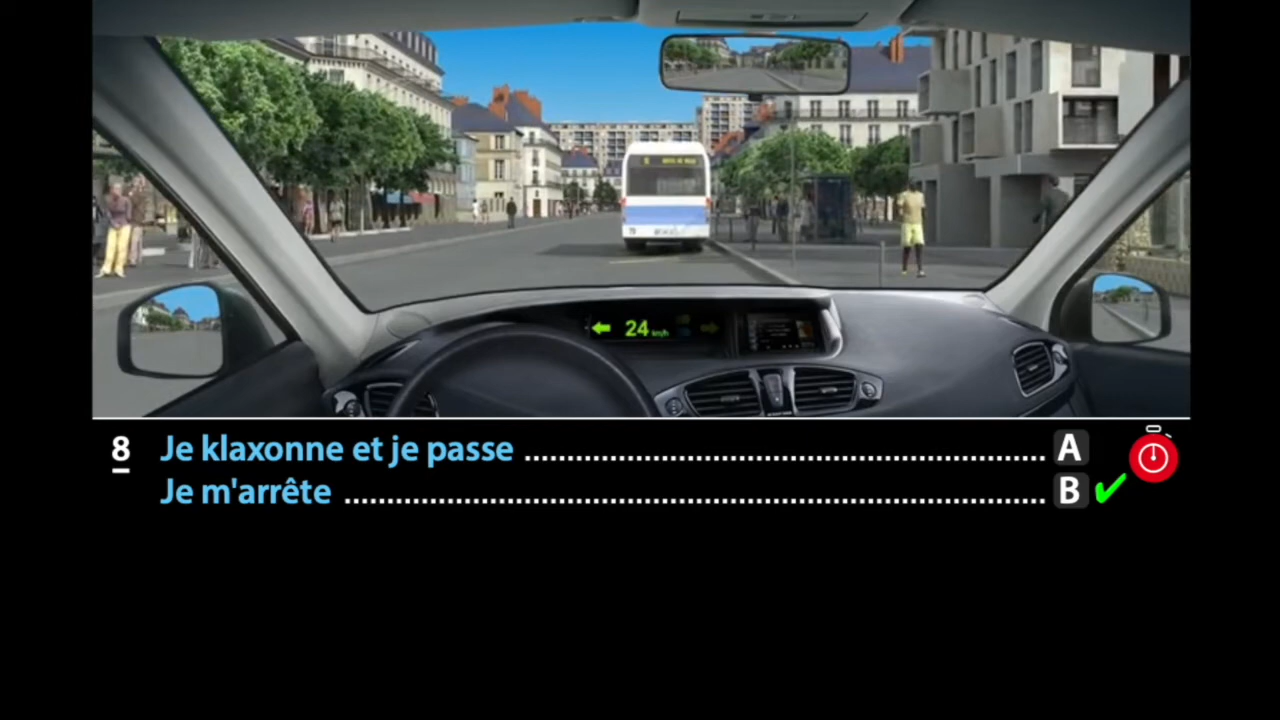 24 km/h
8 Je klaxonne et je passe ........ A
Je m'arrête ........ B ✔